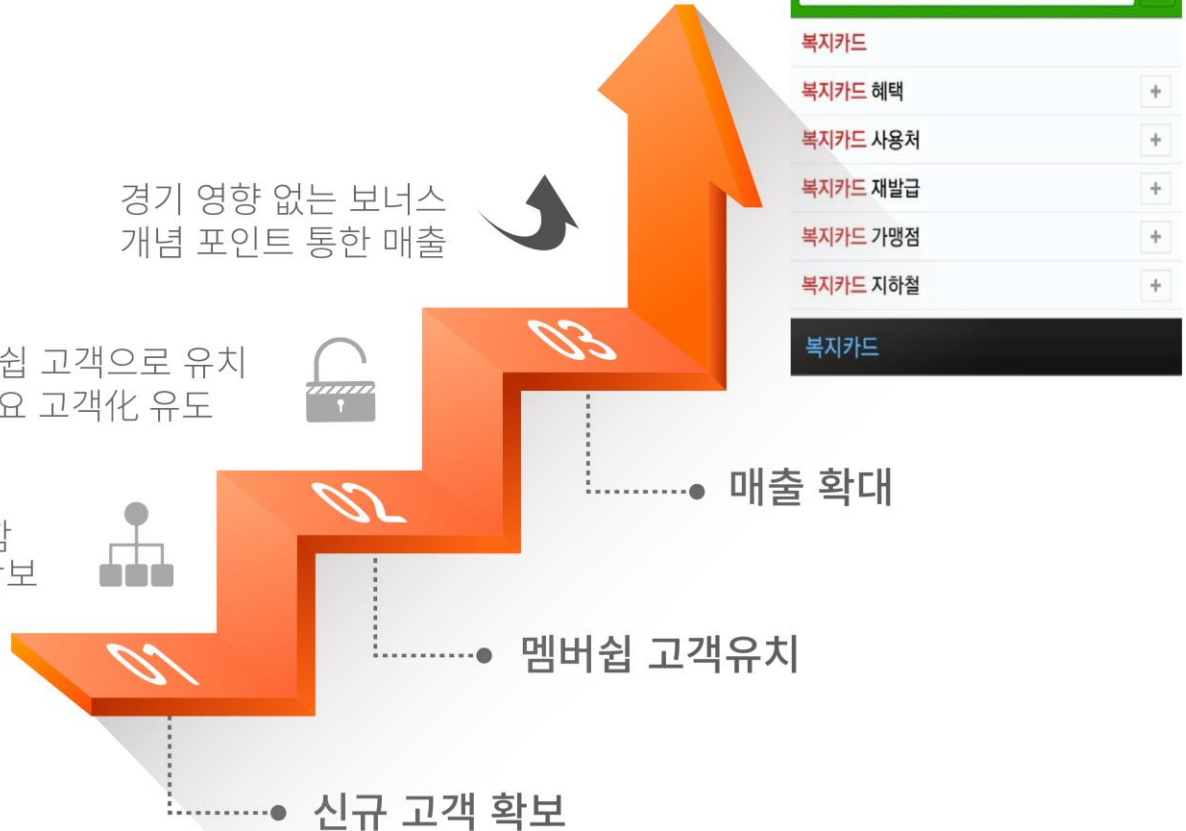 복지카드
복지카드 혜택
복지카드 사용처
복지카드 재발급
복지카드 가맹점
복지카드 지하철
복지카드
경기 영향 없는 보너스
개념 포인트 통한 매출
03
매출 확대
쉽 고객으로 유치
요 고객化 유도
02
멤버쉽 고객유치
01
신규 고객 확보